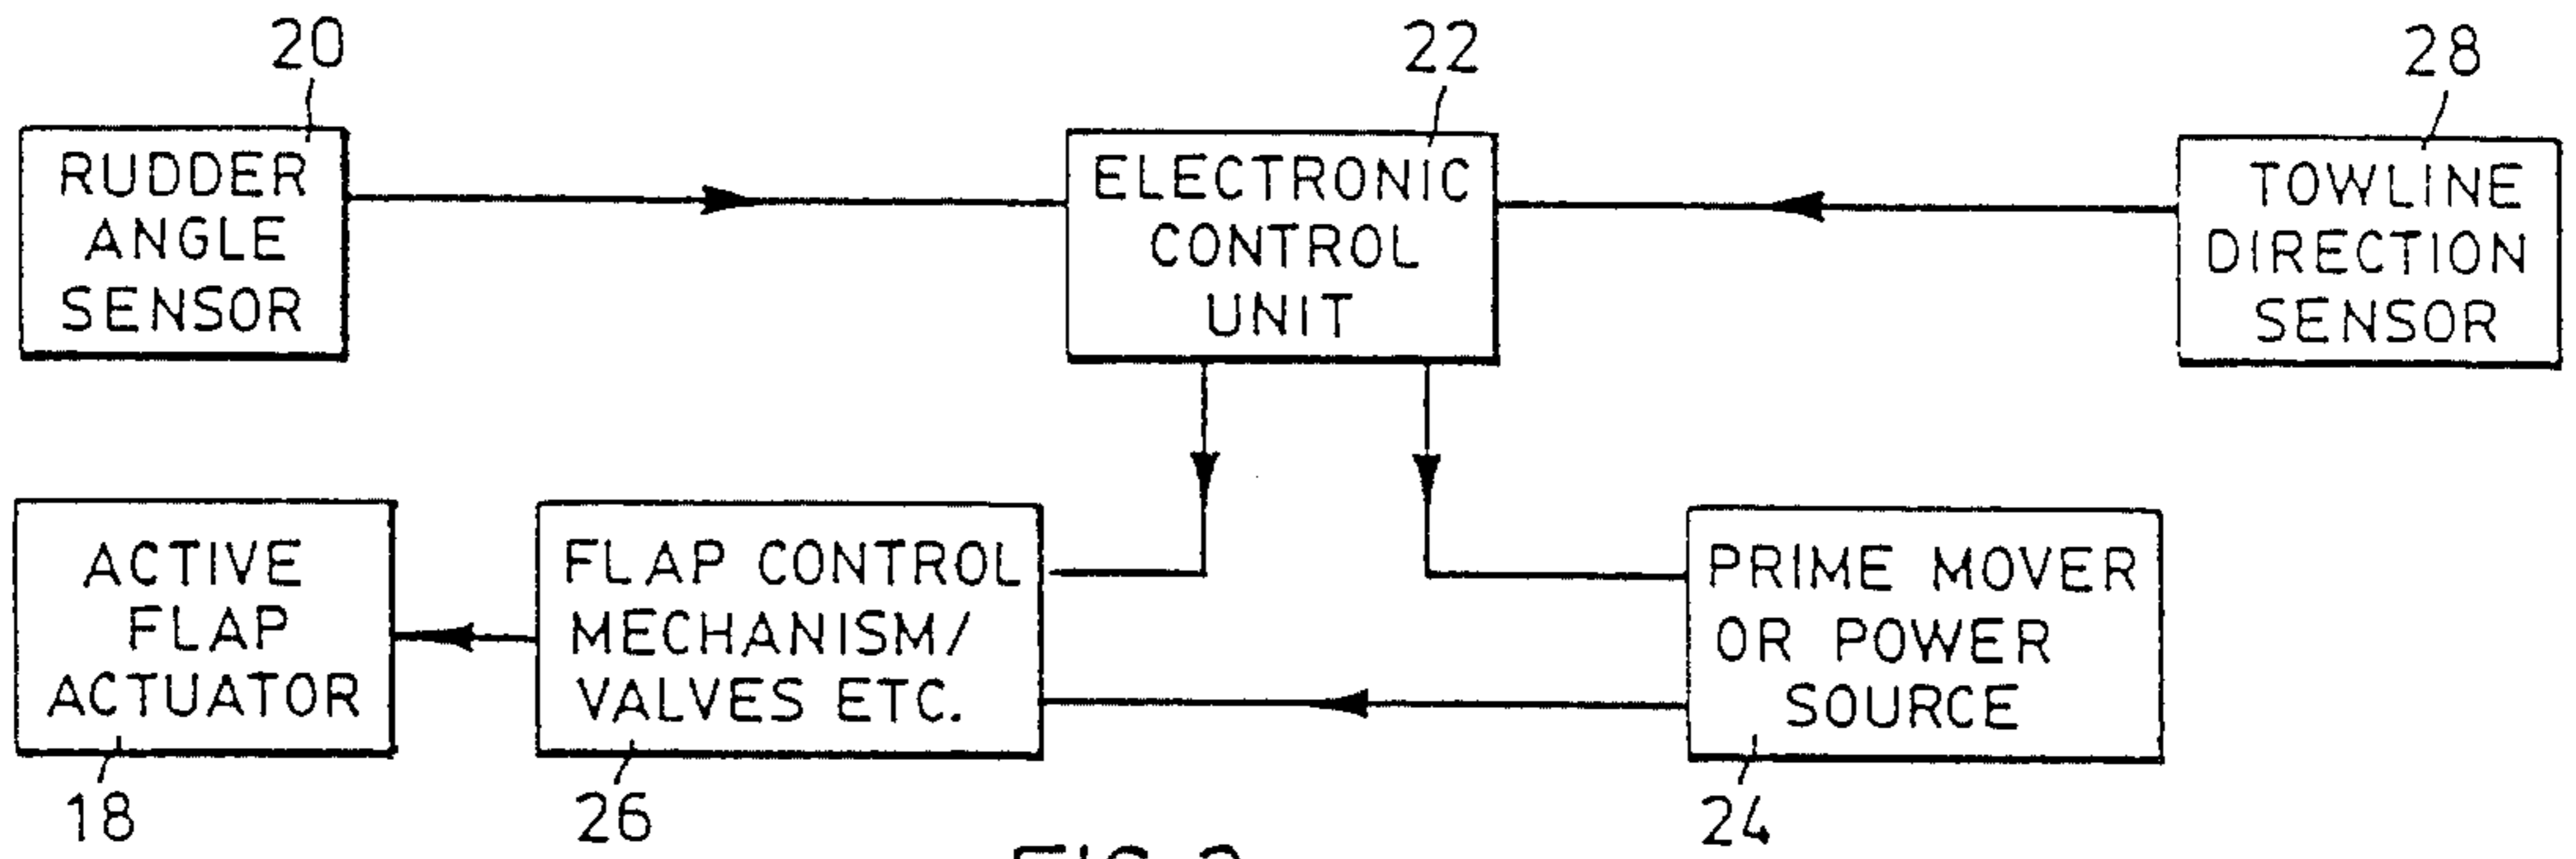 20
22
28
RUDDER
ANGLE
SENSOR
ELECTRONIC
CONTROL
UNIT
TOWLINE
DIRECTION
SENSOR
ACTIVE
FLAP
ACTUATOR
FLAP CONTROL
MECHANISM/
VALVES ETC.
PRIME MOVER
OR POWER
SOURCE
18
26
24